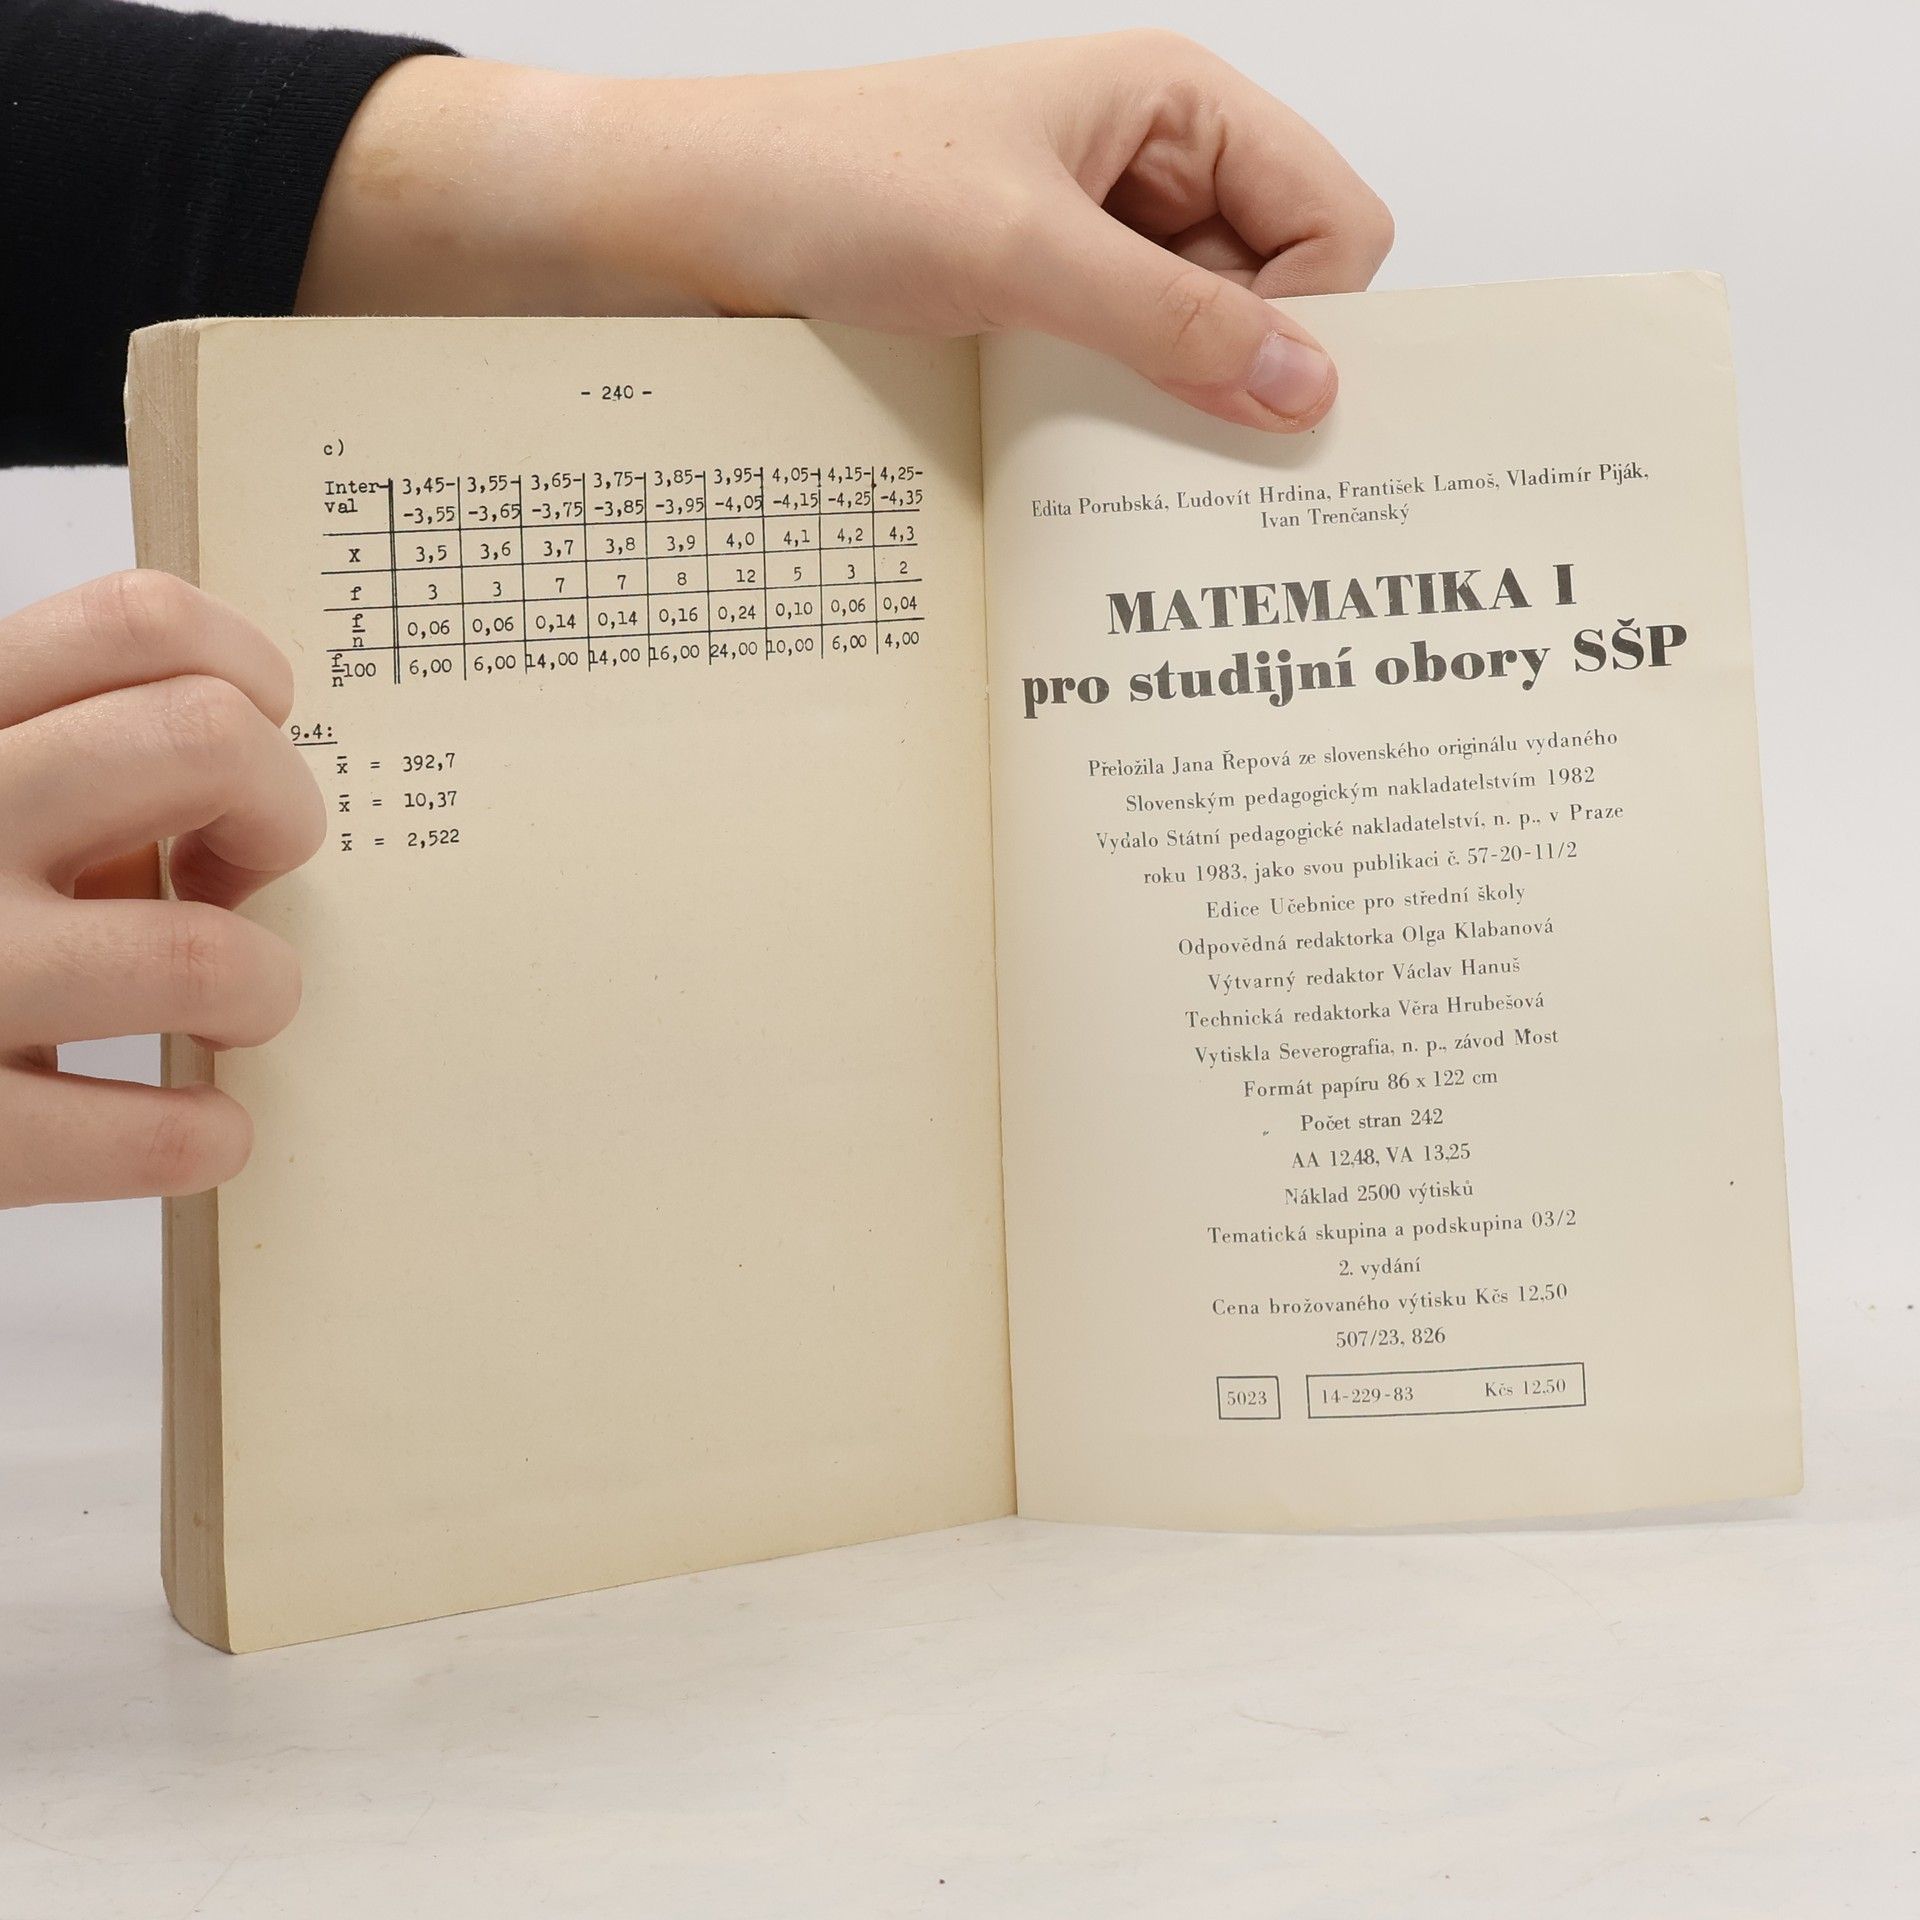 - 240 -
c)
Inter- 3,45- 3,55- 3,65- 3,75- 3,85- 3,95- 4,05- 4,15- 4,25-
val -3,55 -3,65 -3,75 -3,85 -3,95 -4,05 -4,15 -4,25 -4,35
X 3,5 3,6 3,7 3,8 3,9 4,0 4,1 4,2 4,3
f 3 3 7 7 8 12 5 3 2
f/n 0,06 0,06 0,14 0,14 0,16 0,24 0,10 0,06 0,04
f/n100 6,00 6,00 14,00 14,00 16,00 24,00 10,00 6,00 4,00
9.4:
x̄ = 392,7
x̄ = 10,37
x̄ = 2,522
Edita Porubská, Ľudovít Hrdina, František Lamoš, Vladimír Piják,
Ivan Trenčanský
MATEMATIKA I
pro studijní obory SŠP
Přeložila Jana Řepová ze slovenského originálu vydaného
Slovenským pedagogickým nakladatelstvím 1982
Vydalo Státní pedagogické nakladatelství, n. p., v Praze
roku 1983, jako svou publikaci č. 57-20-11/2
Edice Učebnice pro střední školy
Odpovědná redaktorka Olga Klabanová
Výtvarný redaktor Václav Hanuš
Technická redaktorka Věra Hrubešová
Vytiskla Severografia, n. p., závod Most
Formát papíru 86 x 122 cm
Počet stran 242
AA 12,48, VA 13,25
Náklad 2500 výtisků
Tematická skupina a podskupina 03/2
2. vydání
Cena brožovaného výtisku Kčs 12,50
507/23, 826
5023 14-229-83 Kčs 12.50